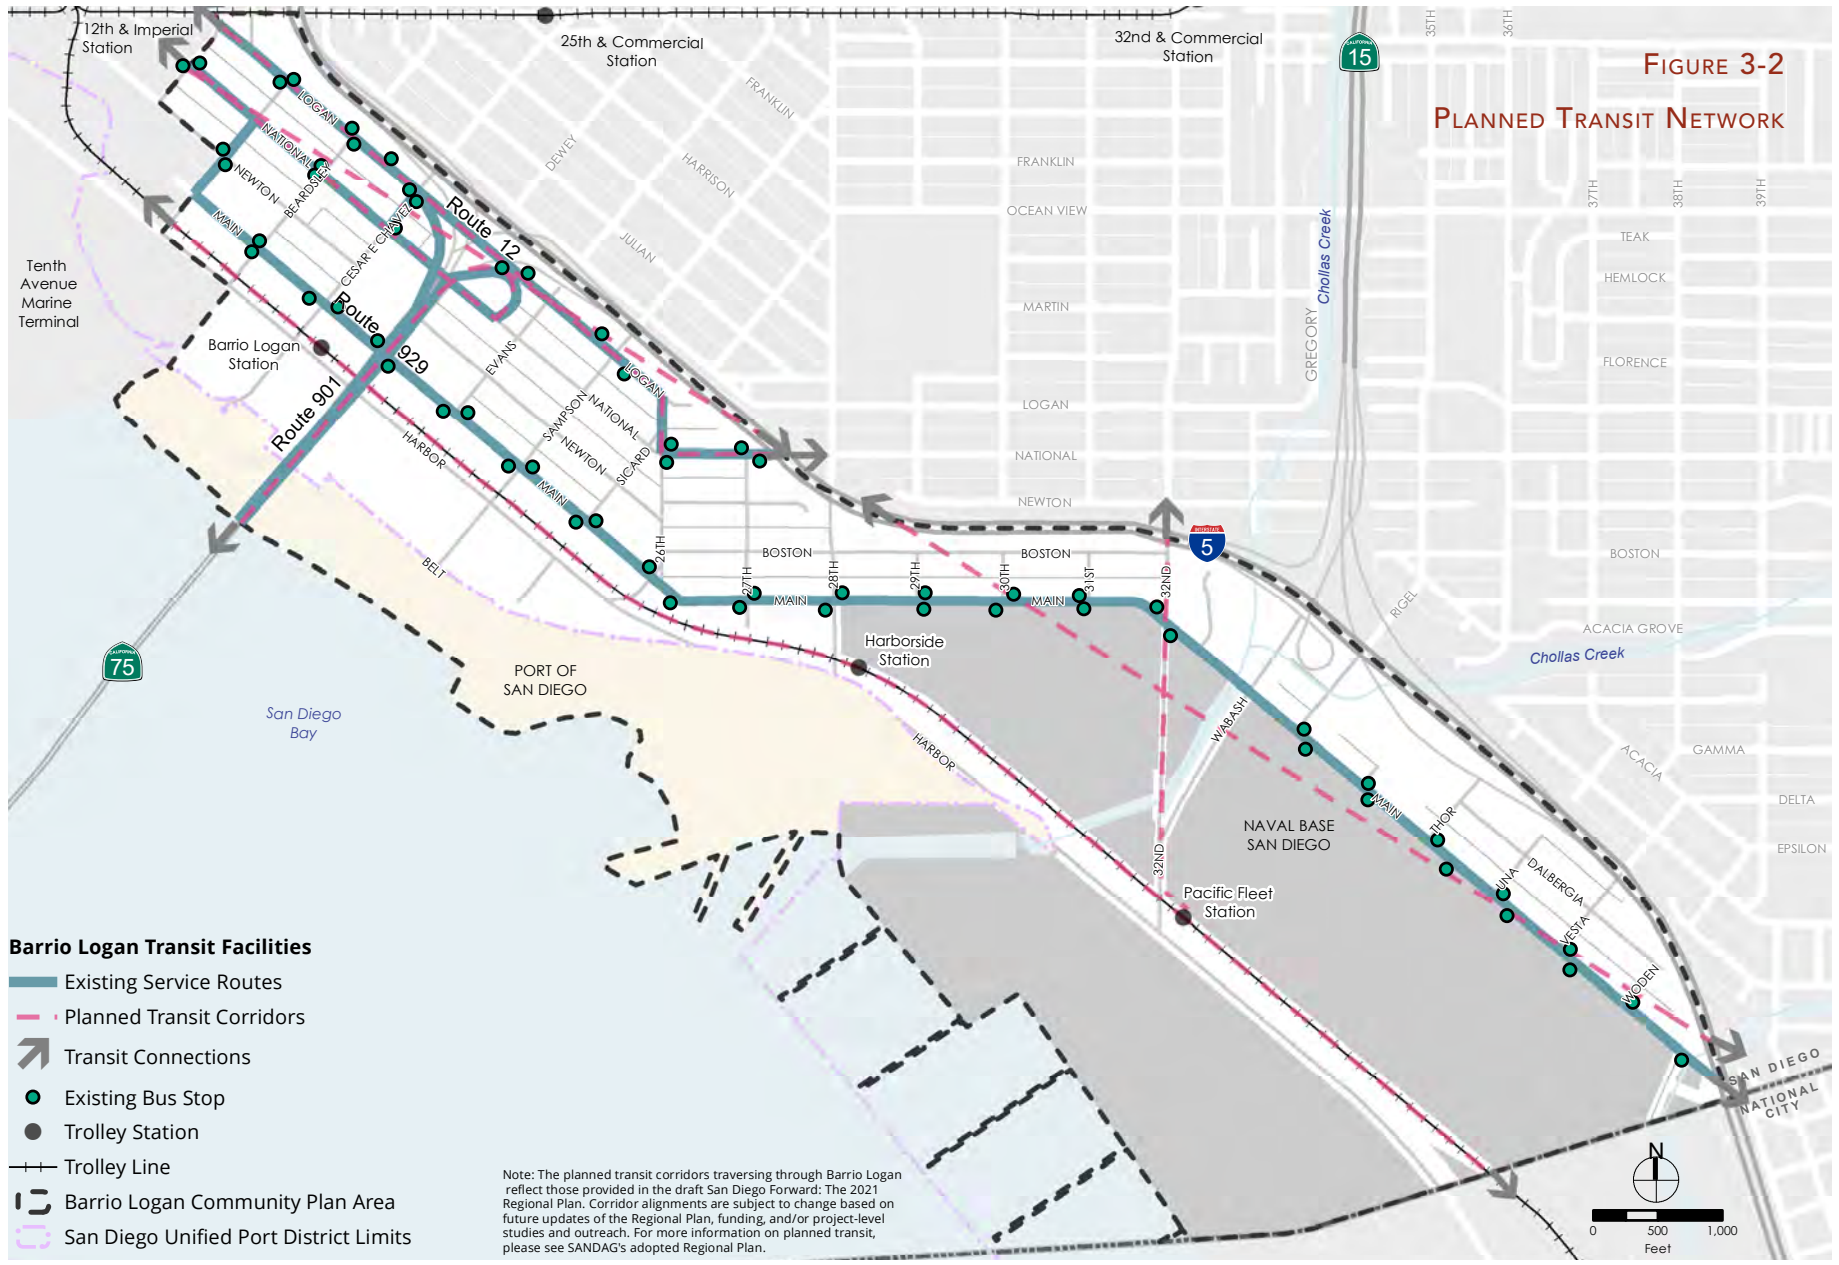 FIGURE 3-2
PLANNED TRANSIT NETWORK
12th & Imperial
Station
25th & Commercial
Station
32nd & Commercial
Station
CALIFORNIA
15
35TH
36TH
37TH
38TH
39TH
FRANKLIN
DEWEY
HARRISON
JULIAN
FRANKLIN
OCEAN VIEW
MARTIN
LOGAN
NATIONAL
NEWTON
GREGORY
Chollas Creek
TEAK
HEMLOCK
FLORENCE
BOSTON
ACACIA GROVE
Chollas Creek
RIGEL
ACACIA
GAMMA
DELTA
EPSILON
LOGAN
NATIONAL
NEWTON
BEARDSLEY
MAIN
CESAR E CHAVEZ
Route 12
Route 929
Route 901
Tenth
Avenue
Marine
Terminal
Barrio Logan
Station
EVANS
SAMPSON
SICARD
LOGAN
NATIONAL
NEWTON
MAIN
HARBOR
BELT
26TH
27TH
28TH
29TH
30TH
31ST
32ND
BOSTON
BOSTON
MAIN
MAIN
INTERSTATE
5
CALIFORNIA
75
Harborside
Station
PORT OF
SAN DIEGO
San Diego
Bay
HARBOR
WABASH
32ND
NAVAL BASE
SAN DIEGO
Pacific Fleet
Station
MAIN
THOR
UNA
DALBERGIA
VESTA
WODEN
SAN DIEGO
NATIONAL
CITY
Barrio Logan Transit Facilities
Existing Service Routes
Planned Transit Corridors
Transit Connections
Existing Bus Stop
Trolley Station
Trolley Line
Barrio Logan Community Plan Area
San Diego Unified Port District Limits
Note: The planned transit corridors traversing through Barrio Logan
reflect those provided in the draft San Diego Forward: The 2021
Regional Plan. Corridor alignments are subject to change based on
future updates of the Regional Plan, funding, and/or project-level
studies and outreach. For more information on planned transit,
please see SANDAG's adopted Regional Plan.
N
0 500 1,000
Feet